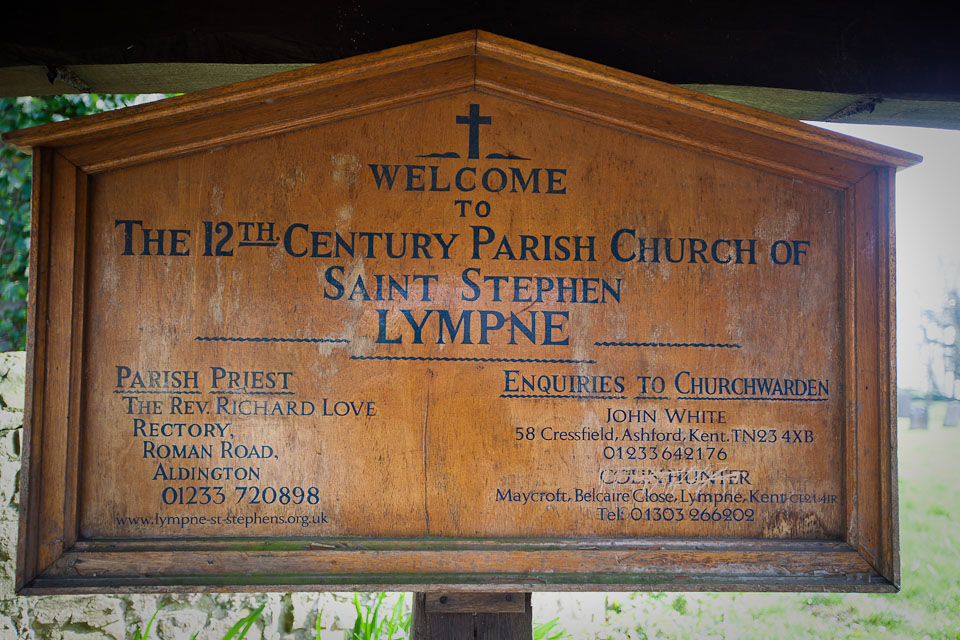 WELCOME
TO
THE 12TH. CENTURY PARISH CHURCH OF
SAINT STEPHEN
LYMPNE
PARISH PRIEST
THE REV. RICHARD LOVE
RECTORY,
ROMAN ROAD,
ALDINGTON
01233 720898
www.lympne-st-stephens.org.uk
ENQUIRIES TO CHURCHWARDEN
JOHN WHITE
58 Cressfield, Ashford, Kent. TN23 4XB
01233 642176
COLIN HUNTER
Maycroft, Belcaire Close, Lympne, Kent CT21 4JR
Tel: 01303 266202